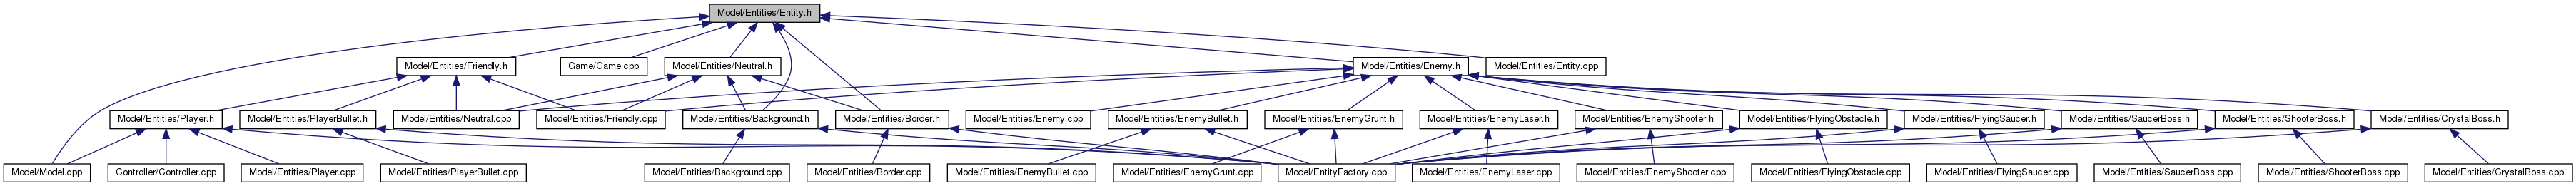 Model/Entities/Entity.h
Model/Entities/Friendly.h
Game/Game.cpp
Model/Entities/Neutral.h
Model/Entities/Enemy.h
Model/Entities/Entity.cpp
Model/Entities/Player.h
Model/Entities/PlayerBullet.h
Model/Entities/Neutral.cpp
Model/Entities/Friendly.cpp
Model/Entities/Background.h
Model/Entities/Border.h
Model/Entities/Enemy.cpp
Model/Entities/EnemyBullet.h
Model/Entities/EnemyGrunt.h
Model/Entities/EnemyLaser.h
Model/Entities/EnemyShooter.h
Model/Entities/FlyingObstacle.h
Model/Entities/FlyingSaucer.h
Model/Entities/SaucerBoss.h
Model/Entities/ShooterBoss.h
Model/Entities/CrystalBoss.h
Model/Model.cpp
Controller/Controller.cpp
Model/Entities/Player.cpp
Model/Entities/PlayerBullet.cpp
Model/Entities/Background.cpp
Model/Entities/Border.cpp
Model/Entities/EnemyBullet.cpp
Model/Entities/EnemyGrunt.cpp
Model/EntityFactory.cpp
Model/Entities/EnemyLaser.cpp
Model/Entities/EnemyShooter.cpp
Model/Entities/FlyingObstacle.cpp
Model/Entities/FlyingSaucer.cpp
Model/Entities/SaucerBoss.cpp
Model/Entities/ShooterBoss.cpp
Model/Entities/CrystalBoss.cpp